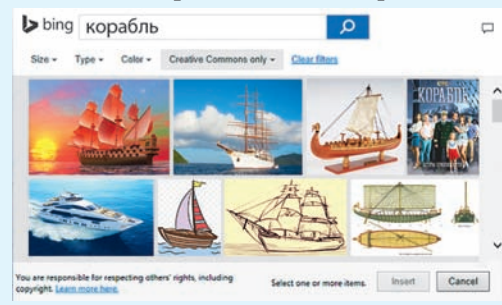 bing корабль
Size Type Color Creative Commons only Clear filters
КОРАБЛЬ
You are responsible for respecting others' rights, including
copyright. Learn more here.
Select one or more items. Insert Cancel